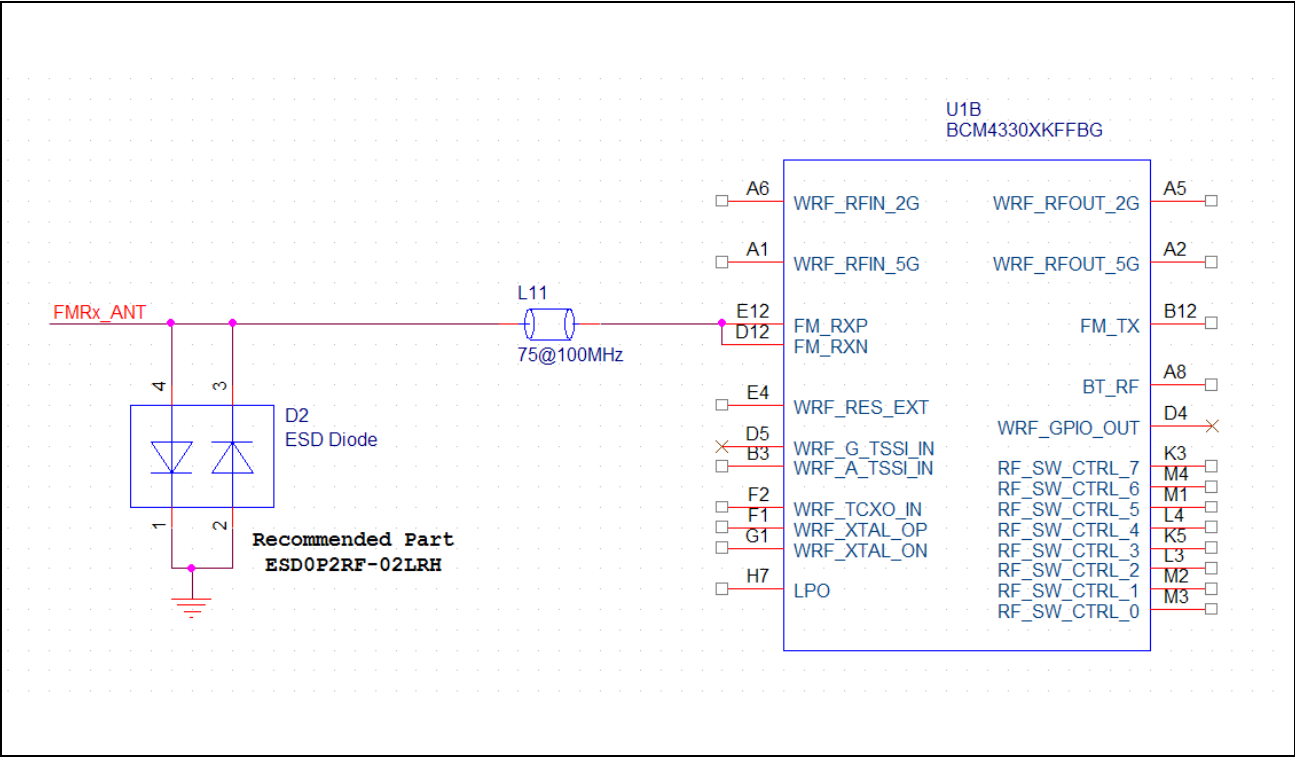 U1B
BCM4330XKFFBG
A6
WRF_RFIN_2G
WRF_RFOUT_2G
A5
A1
WRF_RFIN_5G
WRF_RFOUT_5G
A2
L11
FMRx_ANT
75@100MHz
E12
FM_RXP
D12
FM_RXN
FM_TX
B12
BT_RF
A8
4
3
D2
ESD Diode
1
2
Recommended Part
ESD0P2RF-02LRH
E4
WRF_RES_EXT
WRF_GPIO_OUT
D4
D5
WRF_G_TSSI_IN
B3
WRF_A_TSSI_IN
RF_SW_CTRL_7
K3
RF_SW_CTRL_6
M4
F2
WRF_TCXO_IN
RF_SW_CTRL_5
M1
F1
WRF_XTAL_OP
RF_SW_CTRL_4
L4
G1
WRF_XTAL_ON
RF_SW_CTRL_3
K5
RF_SW_CTRL_2
L3
H7
LPO
RF_SW_CTRL_1
M2
RF_SW_CTRL_0
M3